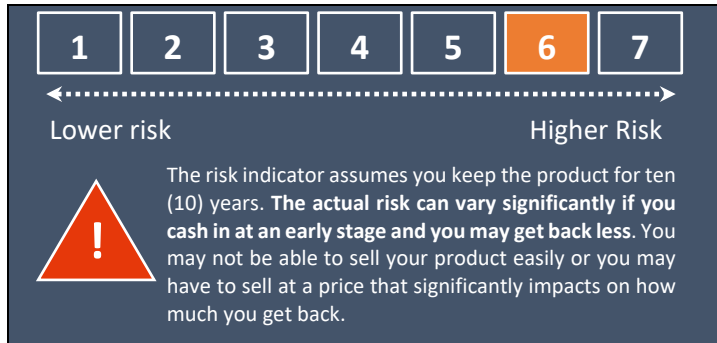 1 2 3 4 5 6 7
Lower risk Higher Risk
The risk indicator assumes you keep the product for ten
(10) years. The actual risk can vary significantly if you
cash in at an early stage and you may get back less. You
may not be able to sell your product easily or you may
have to sell at a price that significantly impacts on how
much you get back.
!